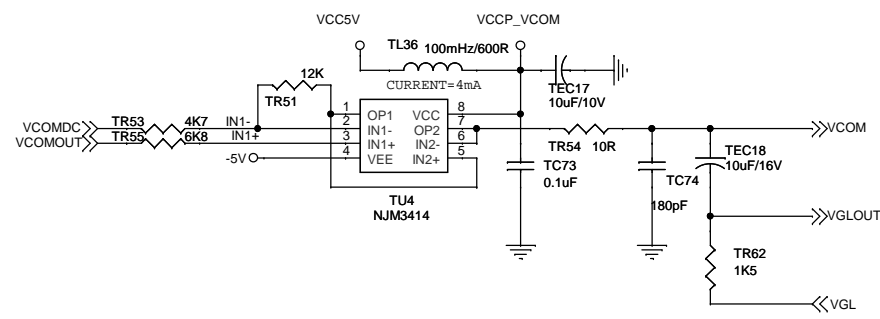 VCC5V
VCCP_VCOM
TL36
100mHz/600R
CURRENT=4mA
TEC17
10uF/10V
12K
TR51
VCOMDC
TR53
4K7
IN1-
VCOMOUT
TR55
6K8
IN1+
-5V
1
2
3
4
OP1
IN1-
IN1+
VEE
VCC
OP2
IN2-
IN2+
8
7
6
5
TU4
NJM3414
TR54
10R
VCOM
TC73
0.1uF
TC74
180pF
TEC18
10uF/16V
VGLOUT
TR62
1K5
VGL